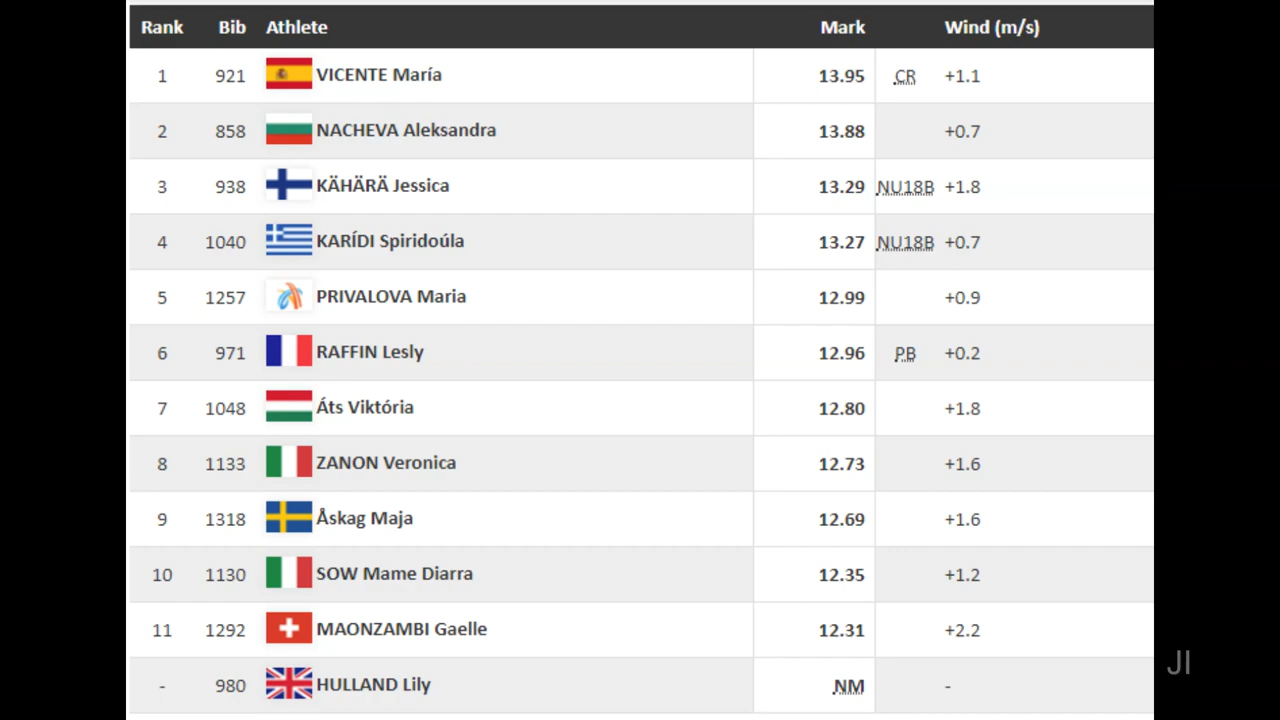 Rank Bib Athlete Mark Wind (m/s)
1 921 VICENTE María 13.95 CR +1.1
2 858 NACHEVA Aleksandra 13.88 +0.7
3 938 KÄHÄRÄ Jessica 13.29 NU18B +1.8
4 1040 KARÍDI Spiridoúla 13.27 NU18B +0.7
5 1257 PRIVALOVA Maria 12.99 +0.9
6 971 RAFFIN Lesly 12.96 PB +0.2
7 1048 Áts Viktória 12.80 +1.8
8 1133 ZANON Veronica 12.73 +1.6
9 1318 Åskag Maja 12.69 +1.6
10 1130 SOW Mame Diarra 12.35 +1.2
11 1292 MAONZAMBI Gaelle 12.31 +2.2
- 980 HULLAND Lily NM -
JI